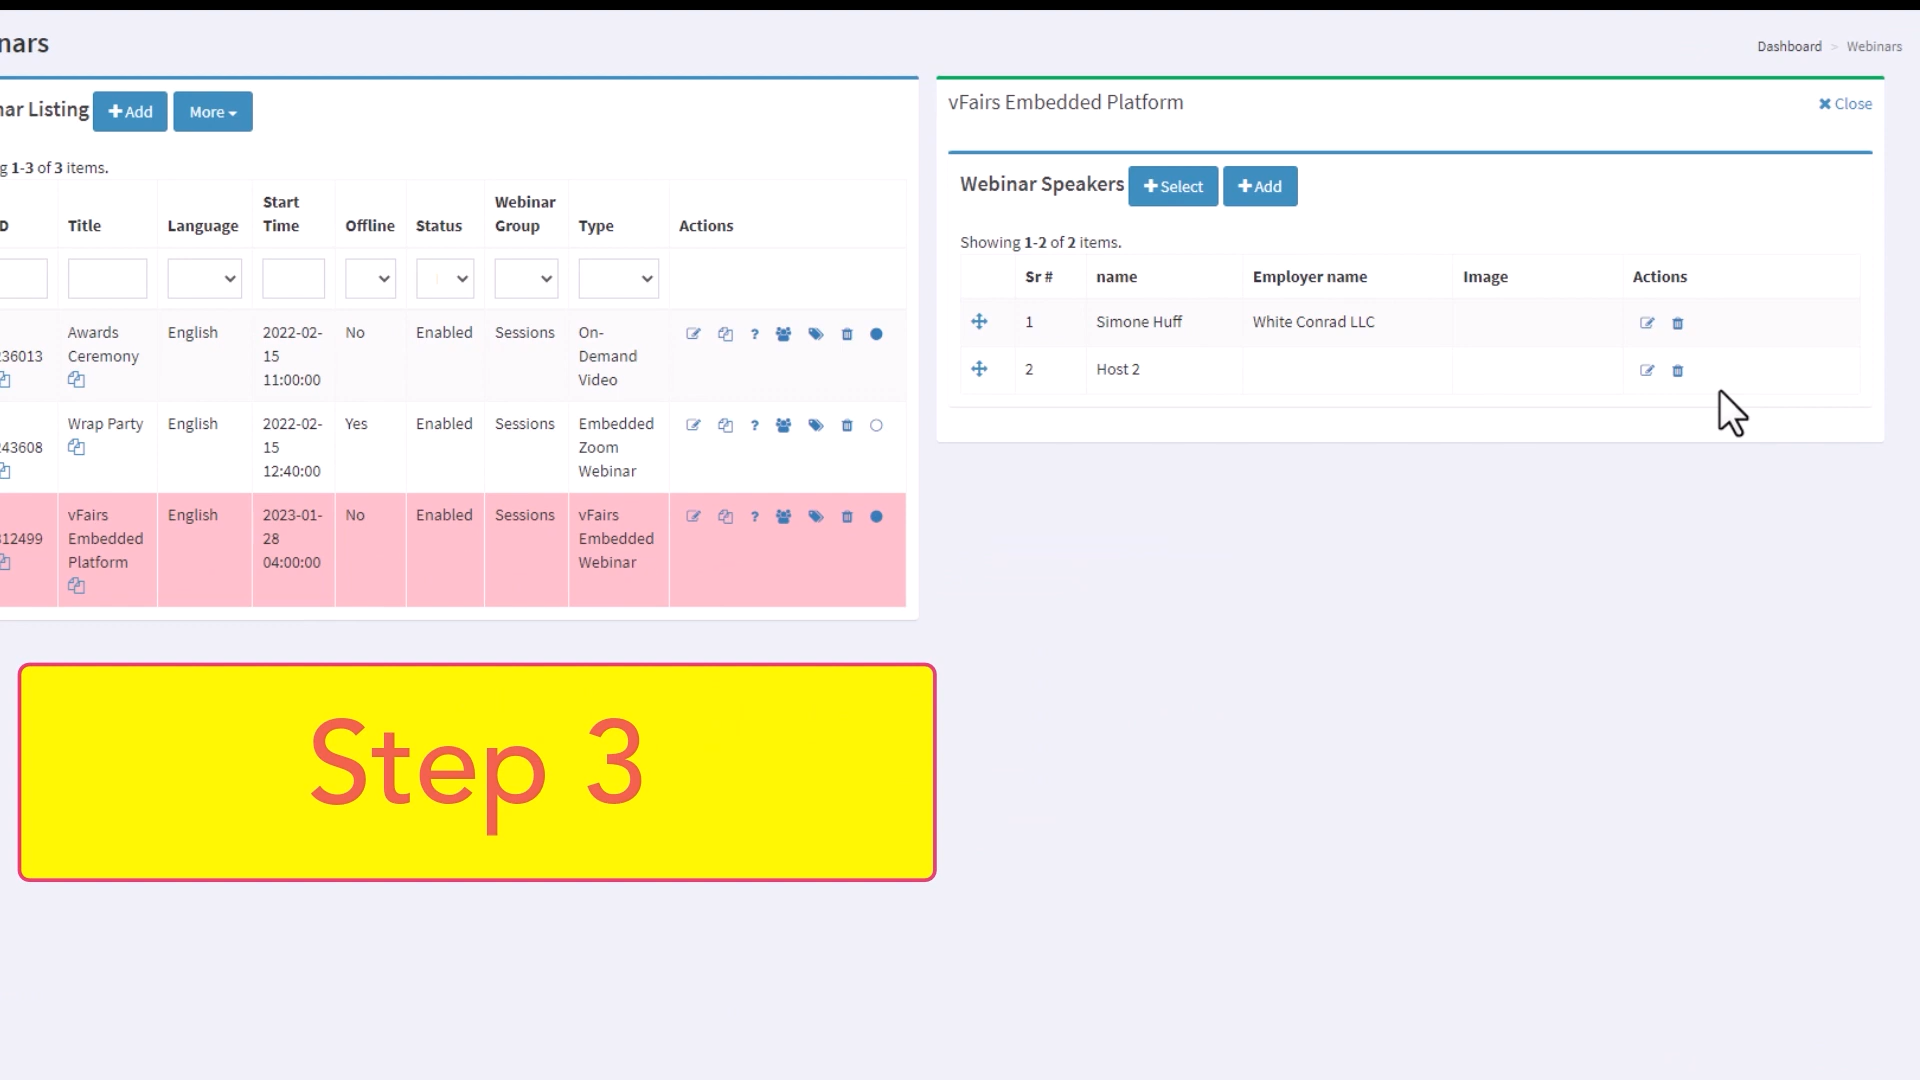 nars
Dashboard > Webinars
nar Listing
Add
More
g 1-3 of 3 items.
D
Title
Language
Start
Time
Offline
Status
Webinar
Group
Type
Actions
236013
Awards
Ceremony
English
2022-02-
15
11:00:00
No
Enabled
Sessions
On-
Demand
Video
?
243608
Wrap Party
English
2022-02-
15
12:40:00
Yes
Enabled
Sessions
Embedded
Zoom
Webinar
?
312499
vFairs
Embedded
Platform
English
2023-01-
28
04:00:00
No
Enabled
Sessions
vFairs
Embedded
Webinar
?
vFairs Embedded Platform
Close
Webinar Speakers
Select
Add
Showing 1-2 of 2 items.
Sr #
name
Employer name
Image
Actions
1
Simone Huff
White Conrad LLC
2
Host 2
Step 3